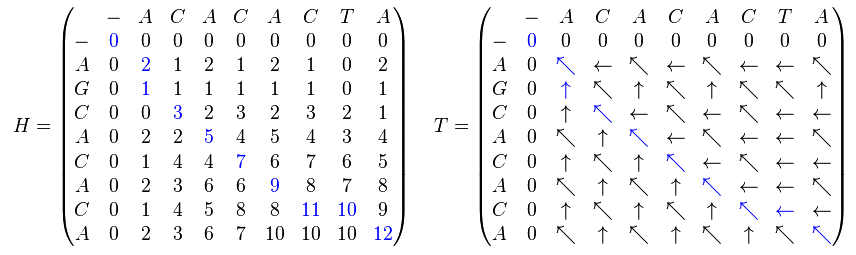 - A C A C A C T A - A C A C A C T A
- 0 0 0 0 0 0 0 0 0 - 0 0 0 0 0 0 0 0 0
A 0 2 1 2 1 2 1 0 2 A 0 ↖ ← ↖ ← ↖ ← ← ↖
G 0 1 1 1 1 1 1 0 1 G 0 ↑ ↖ ↑ ↖ ↑ ↖ ↖ ↑
C 0 0 3 2 3 2 3 2 1 C 0 ↑ ↖ ← ↖ ← ↖ ← ←
H = A 0 2 2 5 4 5 4 3 4 T = A 0 ↖ ↑ ↖ ← ↖ ← ← ↖
C 0 1 4 4 7 6 7 6 5 C 0 ↑ ↖ ↑ ↖ ← ↖ ← ←
A 0 2 3 6 6 9 8 7 8 A 0 ↖ ↑ ↖ ↑ ↖ ← ← ↖
C 0 1 4 5 8 8 11 10 9 C 0 ↑ ↖ ↑ ↖ ↑ ↖ ← ←
A 0 2 3 6 7 10 10 10 12 A 0 ↖ ↑ ↖ ↑ ↖ ↑ ↖ ↖